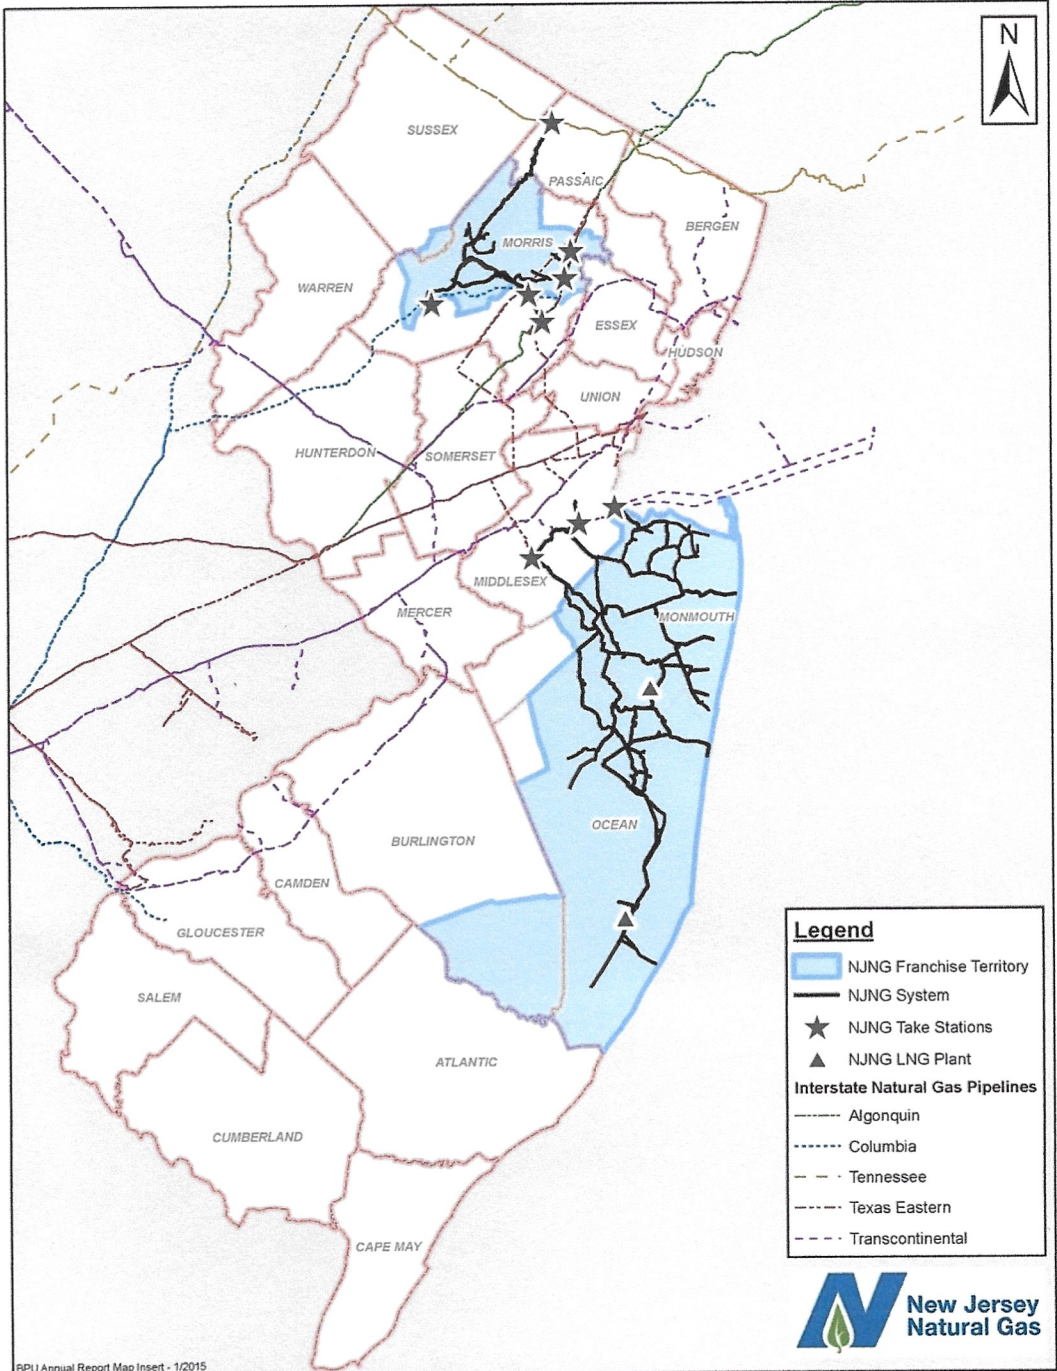 N
SUSSEX
PASSAIC
BERGEN
MORRIS
WARREN
ESSEX
HUDSON
UNION
HUNTERDON
SOMERSET
MIDDLESEX
MERCER
MONMOUTH
OCEAN
BURLINGTON
CAMDEN
GLOUCESTER
SALEM
ATLANTIC
CUMBERLAND
CAPE MAY
Legend
NJNG Franchise Territory
NJNG System
NJNG Take Stations
NJNG LNG Plant
Interstate Natural Gas Pipelines
Algonquin
Columbia
Tennessee
Texas Eastern
Transcontinental
New Jersey
Natural Gas
BPU Annual Report Map Insert - 1/2015